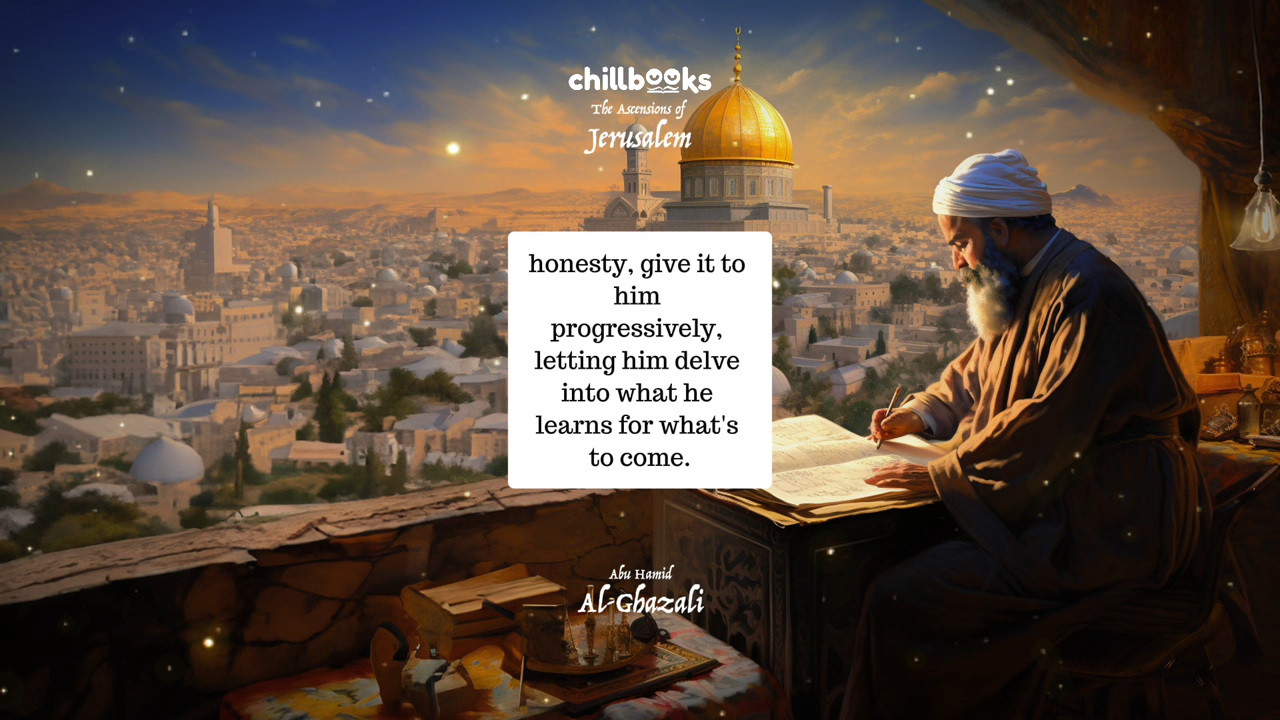 chillbooks
The Ascensions of
Jerusalem
honesty, give it to
him
progressively,
letting him delve
into what he
learns for what's
to come.
Abu Hamid
Al-Ghazali